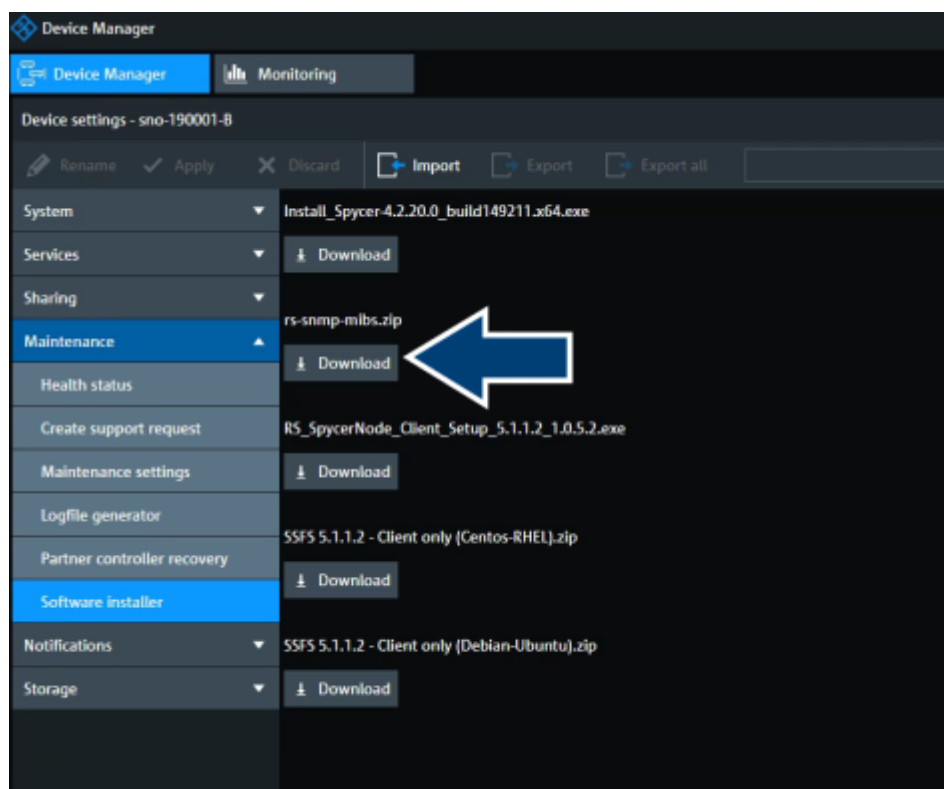 Device Manager
Device Manager
Monitoring
Device settings - sno-190001-B
Rename
Apply
Discard
Import
Export
Export all
System
Services
Sharing
Maintenance
Health status
Create support request
Maintenance settings
Logfile generator
Partner controller recovery
Software installer
Notifications
Storage
Install_Spycer-4.2.20.0_build149211.x64.exe
Download
rs-snmp-mibs.zip
Download
RS_SpycerNode_Client_Setup_5.1.1.2_1.0.5.2.exe
Download
SSFS 5.1.1.2 - Client only (Centos-RHEL).zip
Download
SSFS 5.1.1.2 - Client only (Debian-Ubuntu).zip
Download